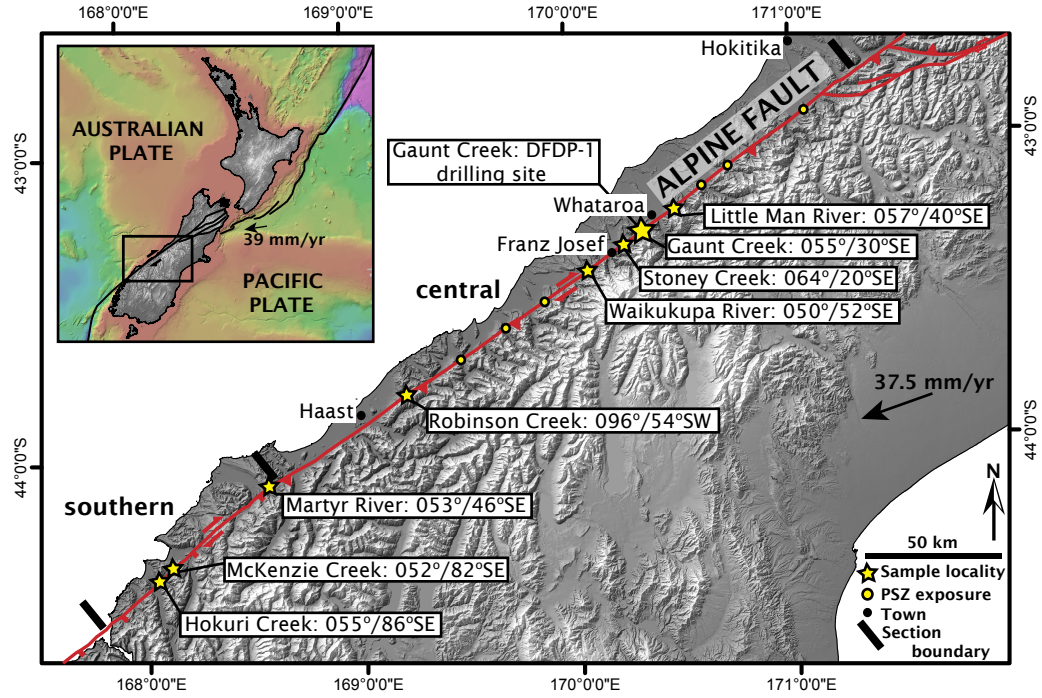 168°0'0"E
169°0'0"E
170°0'0"E
171°0'0"E
Hokitika
AUSTRALIAN
PLATE
ALPINE FAULT
43°0'0"S
43°0'0"S
Gaunt Creek: DFDP-1
drilling site
Whataroa
Little Man River: 057°/40°SE
39 mm/yr
Franz Josef
Gaunt Creek: 055°/30°SE
PACIFIC
PLATE
Stoney Creek: 064°/20°SE
central
Waikukupa River: 050°/52°SE
37.5 mm/yr
Haast
Robinson Creek: 096°/54°SW
44°0'0"S
44°0'0"S
N
southern
Martyr River: 053°/46°SE
50 km
McKenzie Creek: 052°/82°SE
Sample locality
PSZ exposure
Town
Hokuri Creek: 055°/86°SE
Section
boundary
168°0'0"E
169°0'0"E
170°0'0"E
171°0'0"E